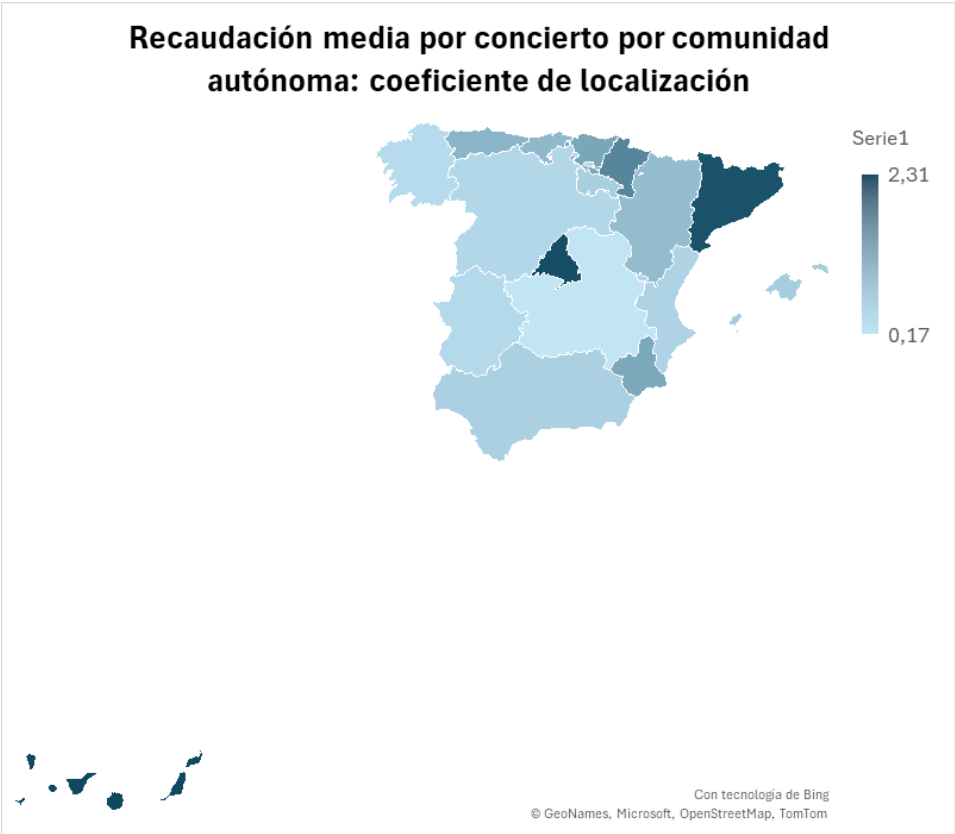 Recaudación media por concierto por comunidad
autónoma: coeficiente de localización
Serie1
2,31
0,17
Con tecnología de Bing
© GeoNames, Microsoft, OpenStreetMap, TomTom